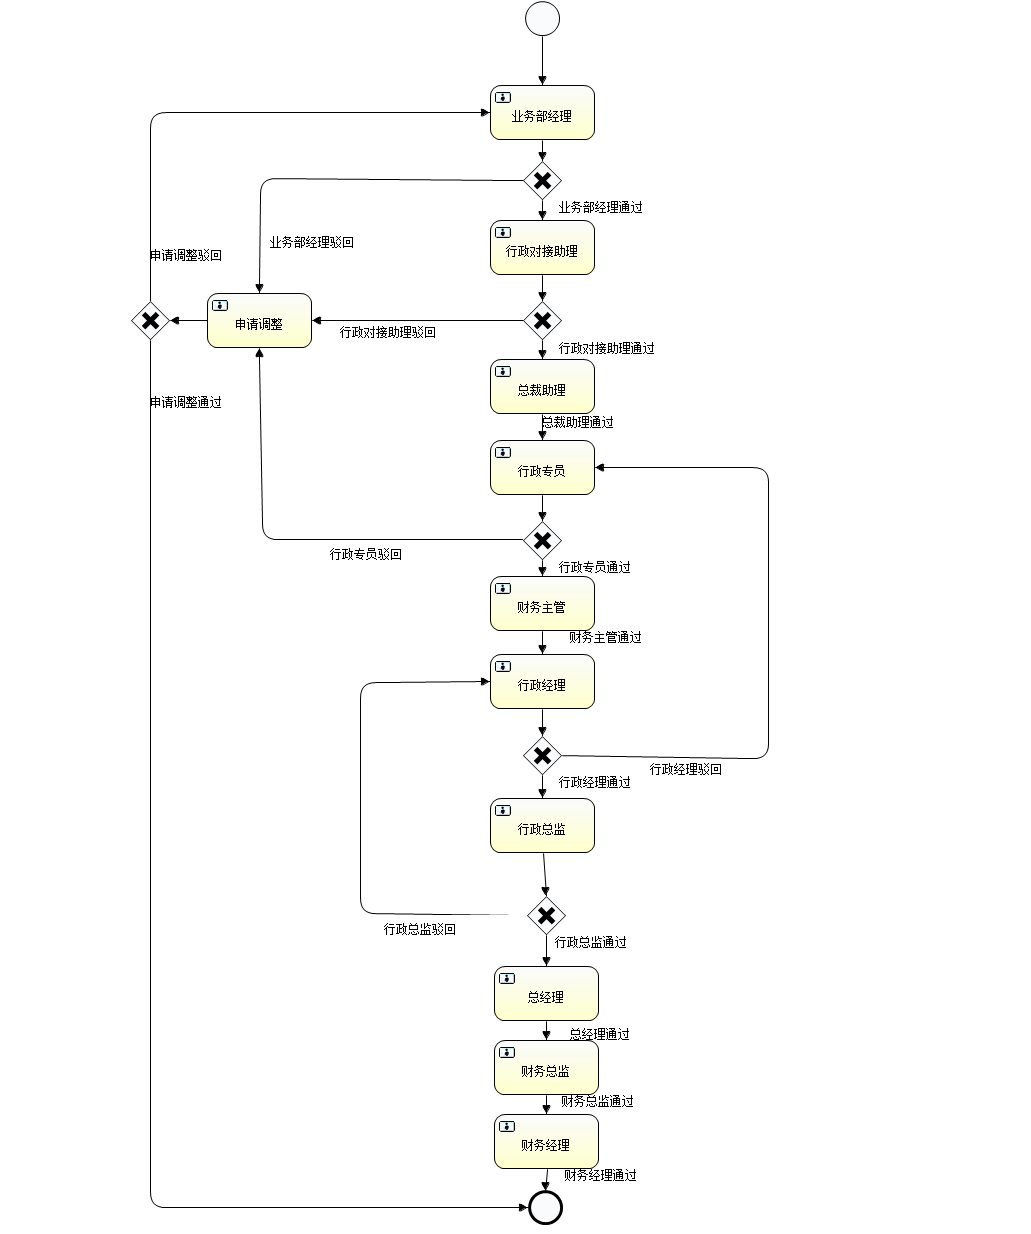 业务部经理
业务部经理通过
行政对接助理
业务部经理驳回
申请调整驳回
申请调整
行政对接助理驳回
行政对接助理通过
总裁助理
申请调整通过
总裁助理通过
行政专员
行政专员驳回
行政专员通过
财务主管
财务主管通过
行政经理
行政经理驳回
行政经理通过
行政总监
行政总监驳回
行政总监通过
总经理
总经理通过
财务总监
财务总监通过
财务经理
财务经理通过